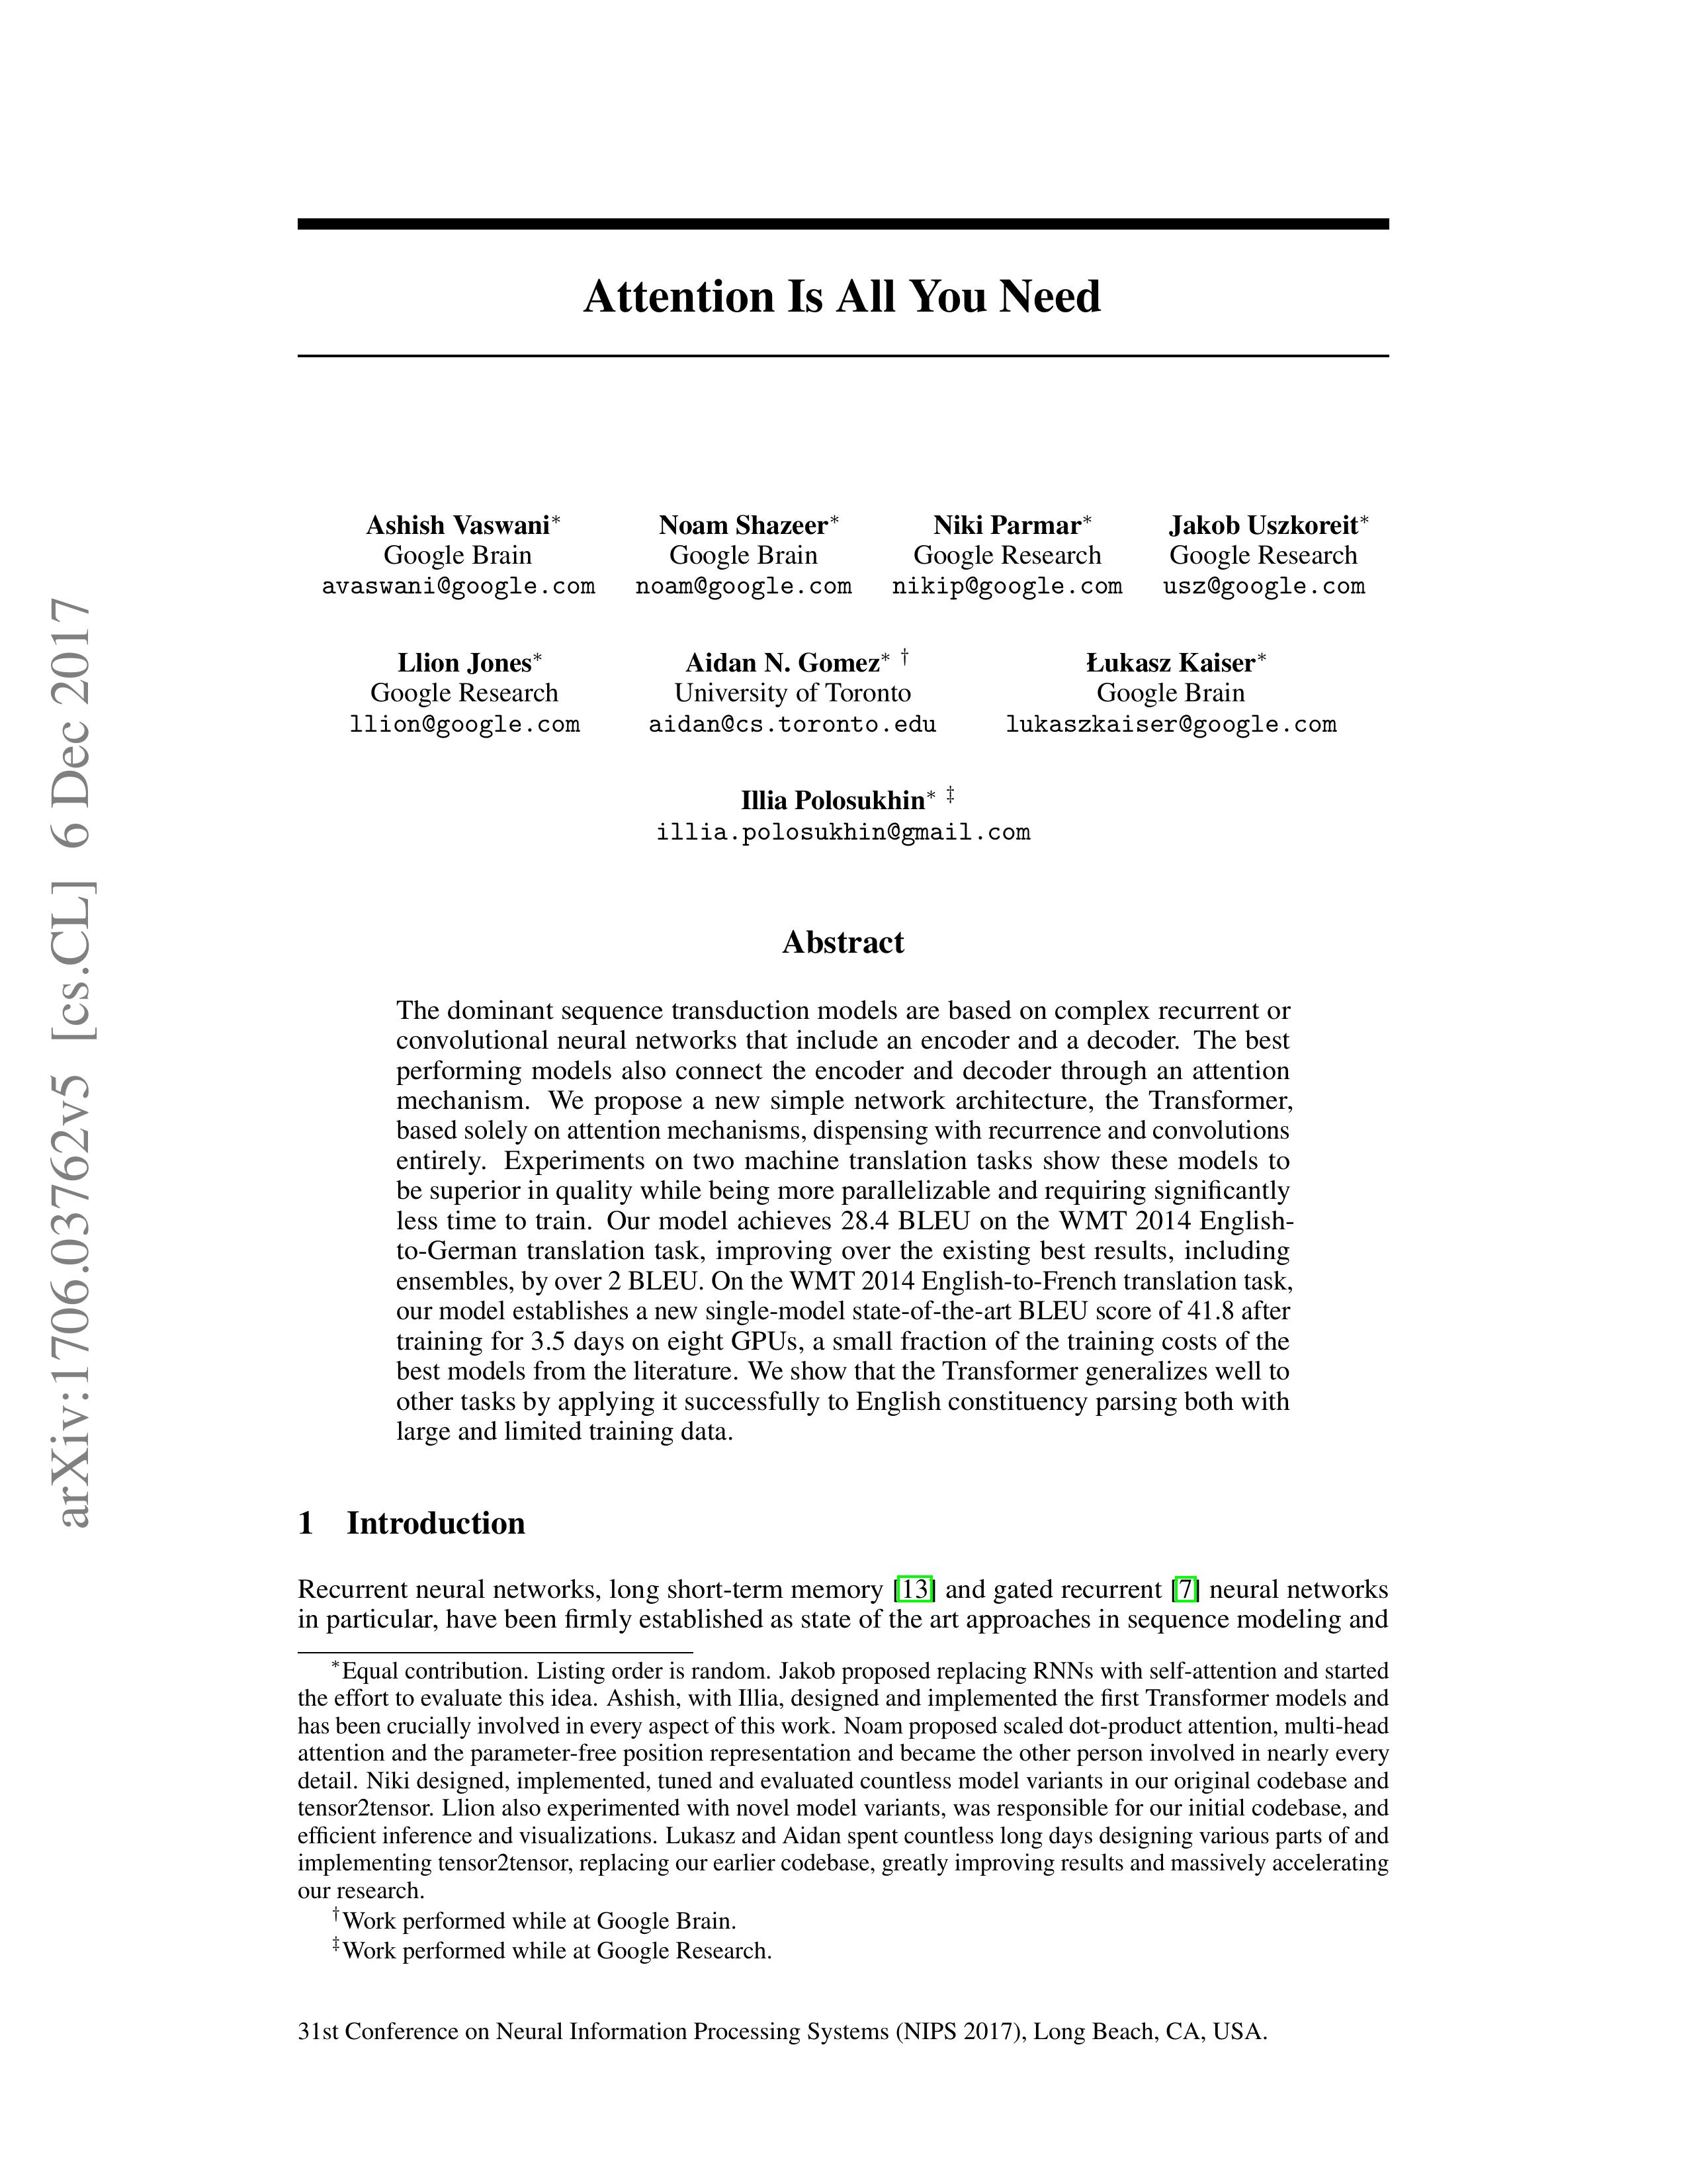 Attention Is All You Need
Ashish Vaswani*
Google Brain
avaswani@google.com
Noam Shazeer*
Google Brain
noam@google.com
Niki Parmar*
Google Research
nikip@google.com
Jakob Uszkoreit*
Google Research
usz@google.com
Llion Jones*
Google Research
llion@google.com
Aidan N. Gomez* †
University of Toronto
aidan@cs.toronto.edu
Łukasz Kaiser*
Google Brain
lukaszkaiser@google.com
Illia Polosukhin* ‡
illia.polosukhin@gmail.com
Abstract
The dominant sequence transduction models are based on complex recurrent or
convolutional neural networks that include an encoder and a decoder. The best
performing models also connect the encoder and decoder through an attention
mechanism. We propose a new simple network architecture, the Transformer,
based solely on attention mechanisms, dispensing with recurrence and convolutions
entirely. Experiments on two machine translation tasks show these models to
be superior in quality while being more parallelizable and requiring significantly
less time to train. Our model achieves 28.4 BLEU on the WMT 2014 English-
to-German translation task, improving over the existing best results, including
ensembles, by over 2 BLEU. On the WMT 2014 English-to-French translation task,
our model establishes a new single-model state-of-the-art BLEU score of 41.8 after
training for 3.5 days on eight GPUs, a small fraction of the training costs of the
best models from the literature. We show that the Transformer generalizes well to
other tasks by applying it successfully to English constituency parsing both with
large and limited training data.
1 Introduction
Recurrent neural networks, long short-term memory [13] and gated recurrent [7] neural networks
in particular, have been firmly established as state of the art approaches in sequence modeling and
*Equal contribution. Listing order is random. Jakob proposed replacing RNNs with self-attention and started
the effort to evaluate this idea. Ashish, with Illia, designed and implemented the first Transformer models and
has been crucially involved in every aspect of this work. Noam proposed scaled dot-product attention, multi-head
attention and the parameter-free position representation and became the other person involved in nearly every
detail. Niki designed, implemented, tuned and evaluated countless model variants in our original codebase and
tensor2tensor. Llion also experimented with novel model variants, was responsible for our initial codebase, and
efficient inference and visualizations. Lukasz and Aidan spent countless long days designing various parts of and
implementing tensor2tensor, replacing our earlier codebase, greatly improving results and massively accelerating
our research.
†Work performed while at Google Brain.
‡Work performed while at Google Research.
31st Conference on Neural Information Processing Systems (NIPS 2017), Long Beach, CA, USA.
arXiv:1706.03762v5 [cs.CL] 6 Dec 2017